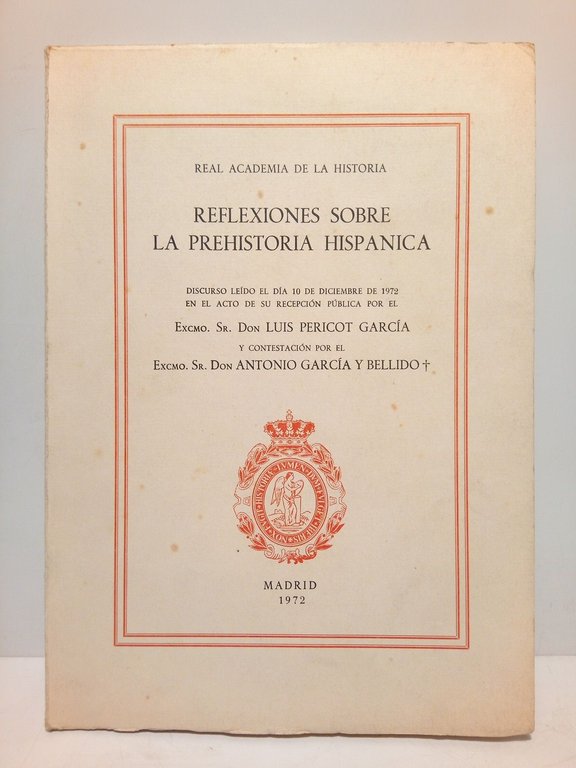 REAL ACADEMIA DE LA HISTORIA
REFLEXIONES SOBRE
LA PREHISTORIA HISPANICA
DISCURSO LEÍDO EL DÍA 10 DE DICIEMBRE DE 1972
EN EL ACTO DE SU RECEPCIÓN PÚBLICA POR EL
EXCMO. SR. DON LUIS PERICOT GARCÍA
Y CONTESTACIÓN POR EL
EXCMO. SR. DON ANTONIO GARCÍA Y BELLIDO †
MADRID
1972